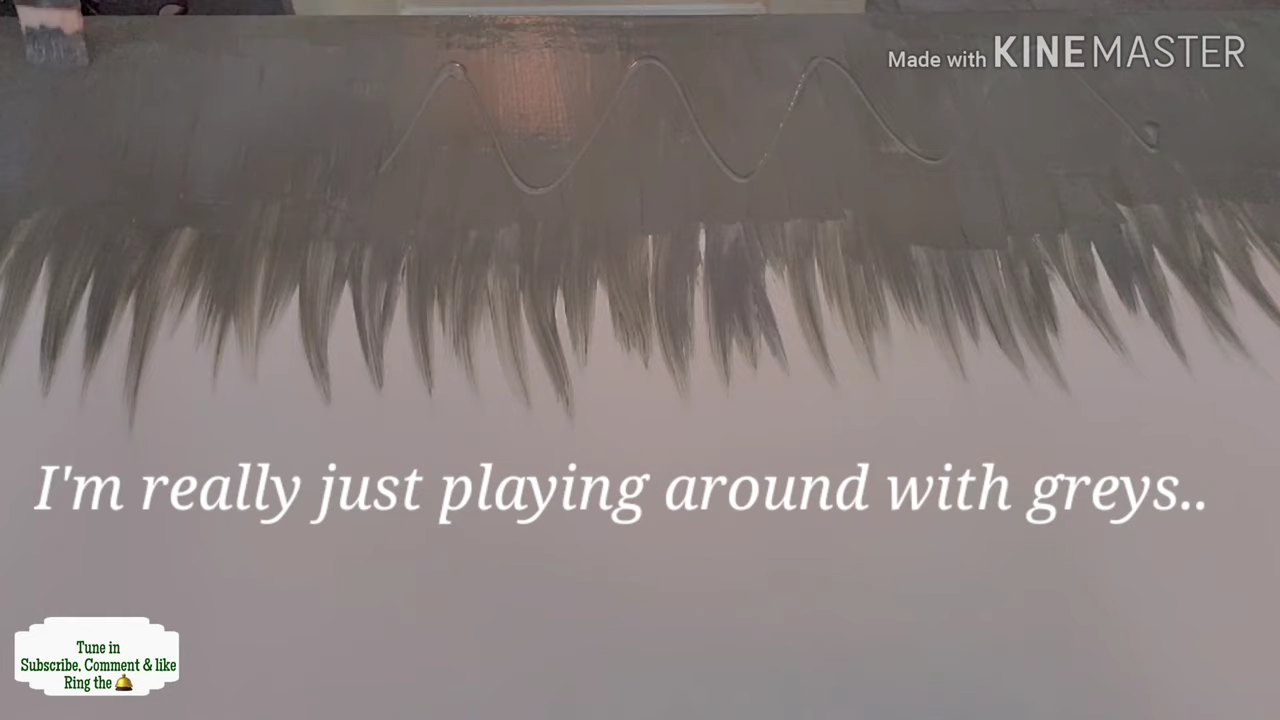 Made with KINEMASTER
I'm really just playing around with greys..
Tune in
Subscribe, Comment & like
Ring the